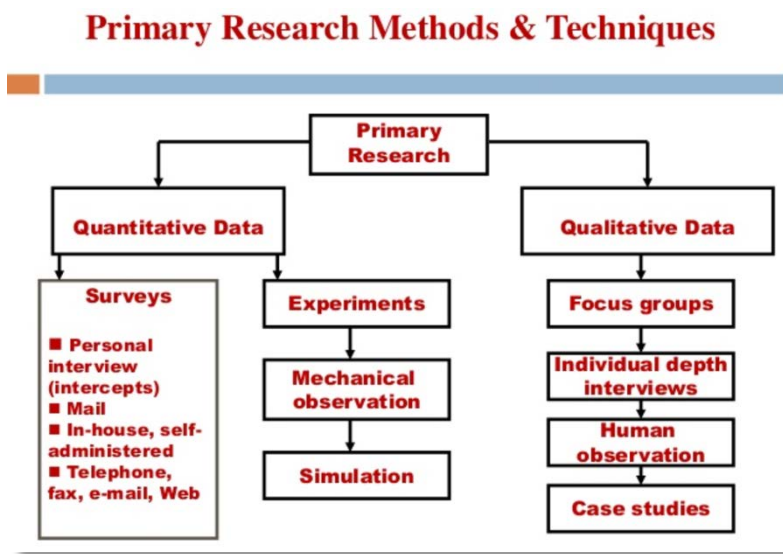 Primary Research Methods & Techniques
Primary
Research
Quantitative Data
Qualitative Data
Surveys
■ Personal
interview
(intercepts)
■ Mail
■ In-house, self-
administered
■ Telephone,
fax, e-mail, Web
Experiments
Mechanical
observation
Simulation
Focus groups
Individual depth
interviews
Human
observation
Case studies